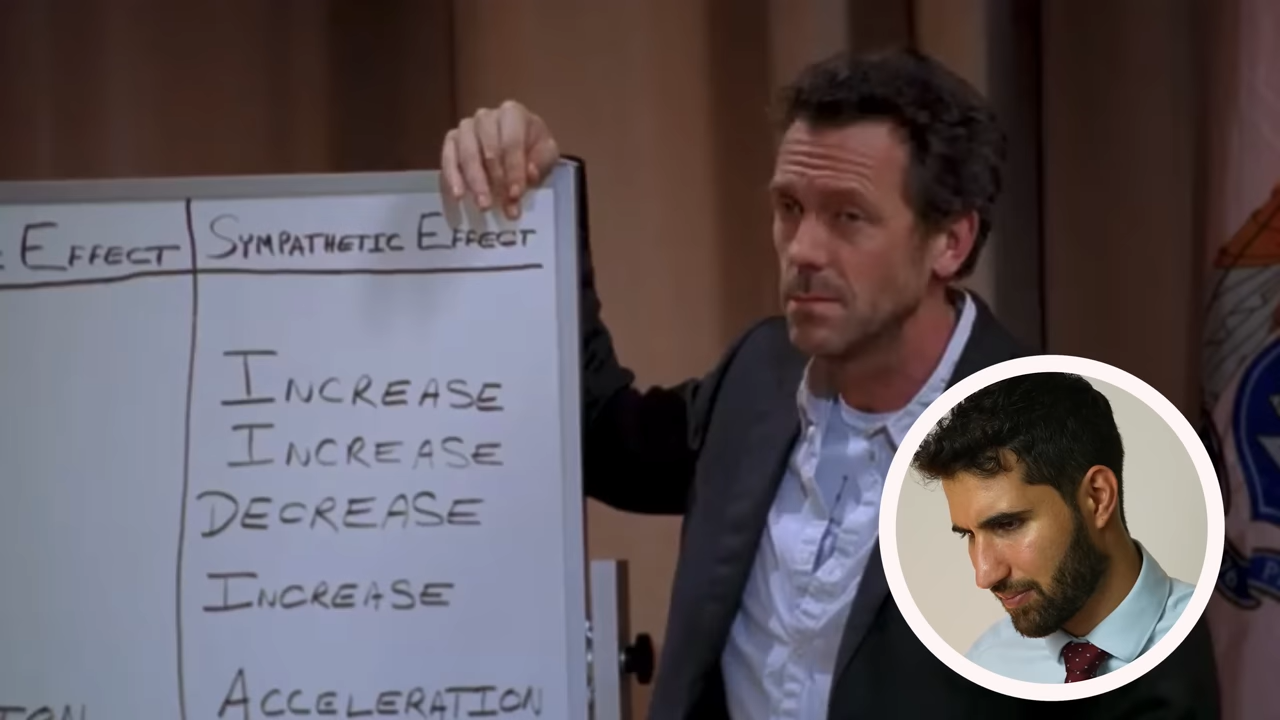 EFFECT SYMPATHETIC EFFECT
INCREASE
INCREASE
DECREASE
INCREASE
ACCELERATION